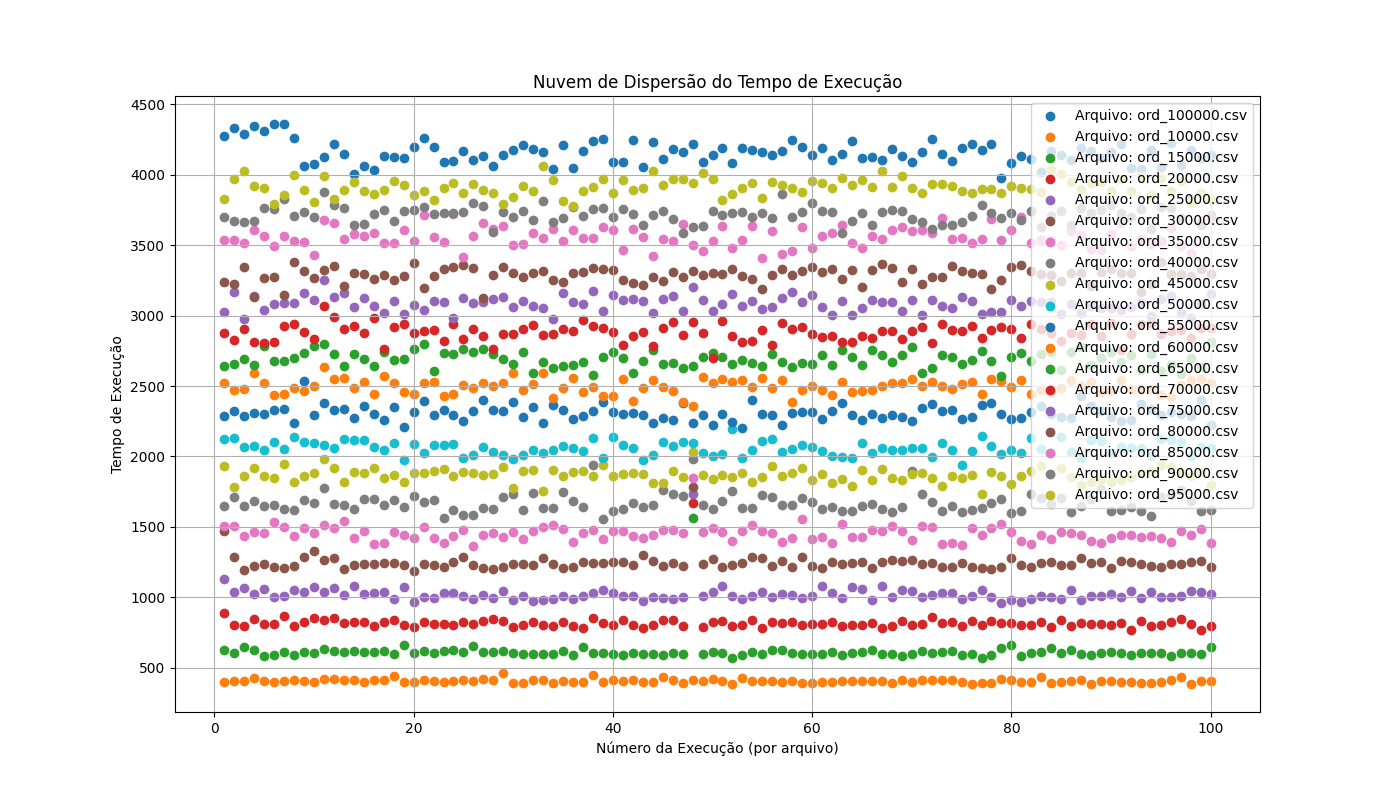 Nuvem de Dispersão do Tempo de Execução
Tempo de Execução
4500
4000
3500
3000
2500
2000
1500
1000
500
0
20
40
60
80
100
Número da Execução (por arquivo)
Arquivo: ord_100000.csv
Arquivo: ord_10000.csv
Arquivo: ord_15000.csv
Arquivo: ord_20000.csv
Arquivo: ord_25000.csv
Arquivo: ord_30000.csv
Arquivo: ord_35000.csv
Arquivo: ord_40000.csv
Arquivo: ord_45000.csv
Arquivo: ord_50000.csv
Arquivo: ord_55000.csv
Arquivo: ord_60000.csv
Arquivo: ord_65000.csv
Arquivo: ord_70000.csv
Arquivo: ord_75000.csv
Arquivo: ord_80000.csv
Arquivo: ord_85000.csv
Arquivo: ord_90000.csv
Arquivo: ord_95000.csv